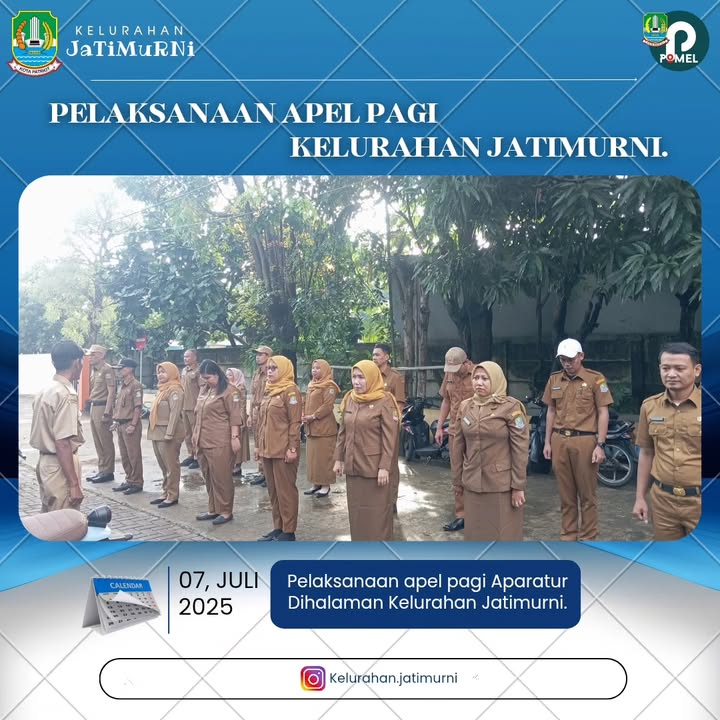 KELURAHAN
JaTiMuRNi
KOTA PATRIOT
POMEL
PELAKSANAAN APEL PAGI
KELURAHAN JATIMURNI.
CALENDAR
07, JULI
2025
Pelaksanaan apel pagi Aparatur
Dihalaman Kelurahan Jatimurni.
Kelurahan.jatimurni